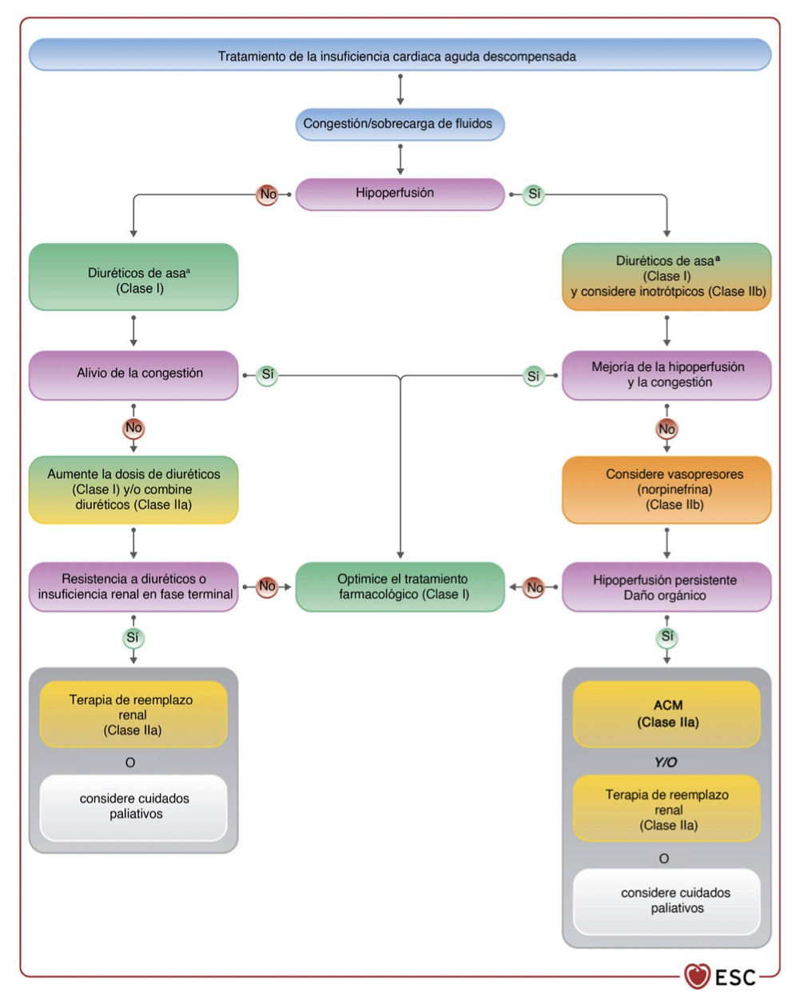 Tratamiento de la insuficiencia cardiaca aguda descompensada
Congestión/sobrecarga de fluidos
Hipoperfusión
No
Sí
Diuréticos de asaª
(Clase I)
Diuréticos de asaª
(Clase I)
y considere inotrótpicos (Clase IIb)
Alivio de la congestión
Sí
Sí
Mejoría de la hipoperfusión
y la congestión
No
No
Aumente la dosis de diuréticos
(Clase I) y/o combine
diuréticos (Clase IIa)
Considere vasopresores
(norpinefrina)
(Clase IIb)
Resistencia a diuréticos o
insuficiencia renal en fase terminal
No
Optimice el tratamiento
farmacológico (Clase I)
No
Hipoperfusión persistente
Daño orgánico
Sí
Sí
Terapia de reemplazo
renal
(Clase IIa)
O
considere cuidados
paliativos
ACM
(Clase IIa)
Y/O
Terapia de reemplazo
renal
(Clase IIa)
O
considere cuidados
paliativos
ESC